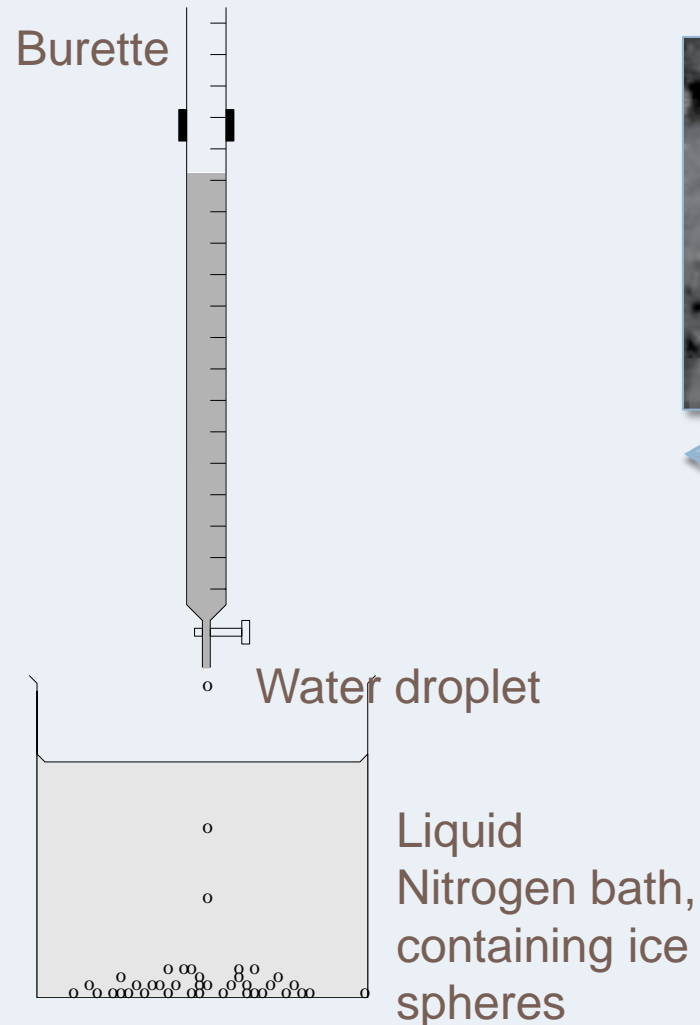 Burette
Water droplet
Liquid
Nitrogen bath,
containing ice
spheres